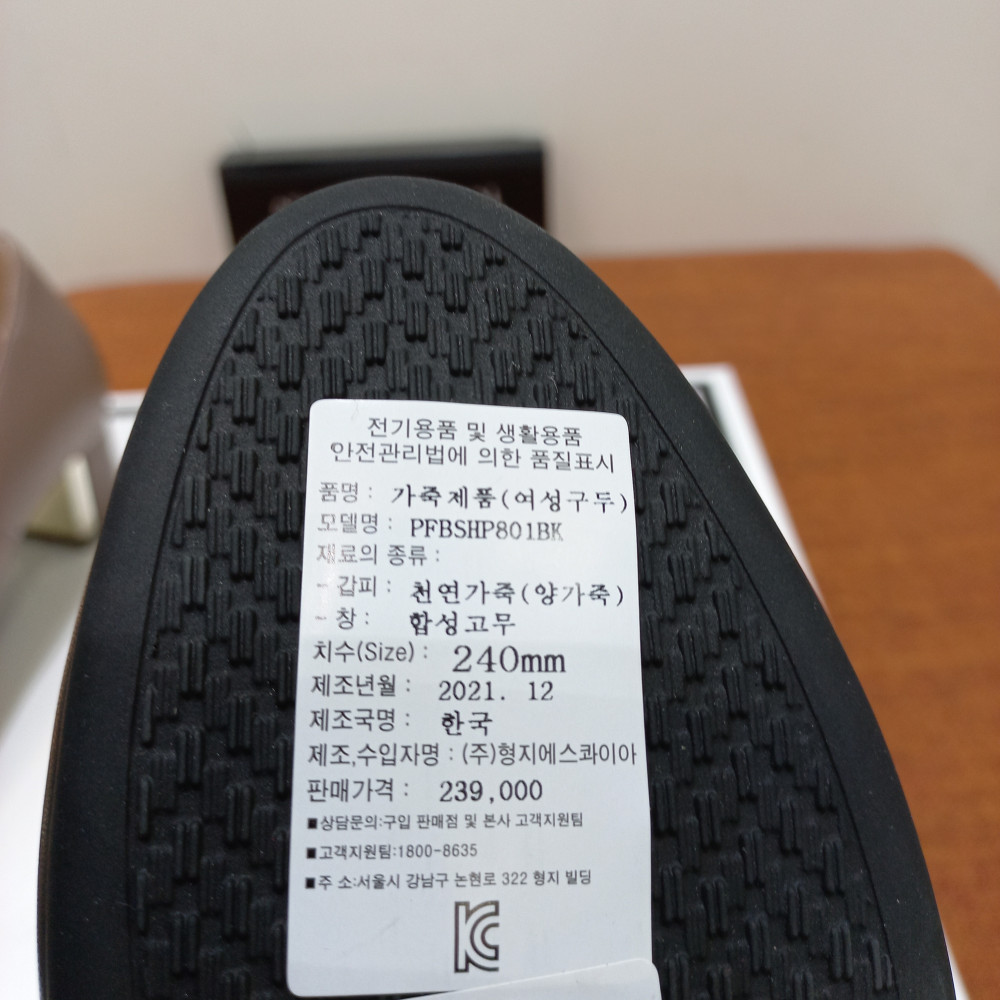 전기용품 및 생활용품
안전관리법에 의한 품질표시
품명 : 가죽제품(여성구두)
모델명 : PFBSHP801BK
재료의 종류 :
- 갑피 : 천연가죽(양가죽)
- 창 : 합성고무
치수(Size) : 240mm
제조년월 : 2021. 12
제조국명 : 한국
제조,수입자명 : (주)형지에스콰이아
판매가격 : 239,000
■상담문의:구입 판매점 및 본사 고객지원팀
■고객지원팀:1800-8635
■주 소:서울시 강남구 논현로 322 형지 빌딩
KC